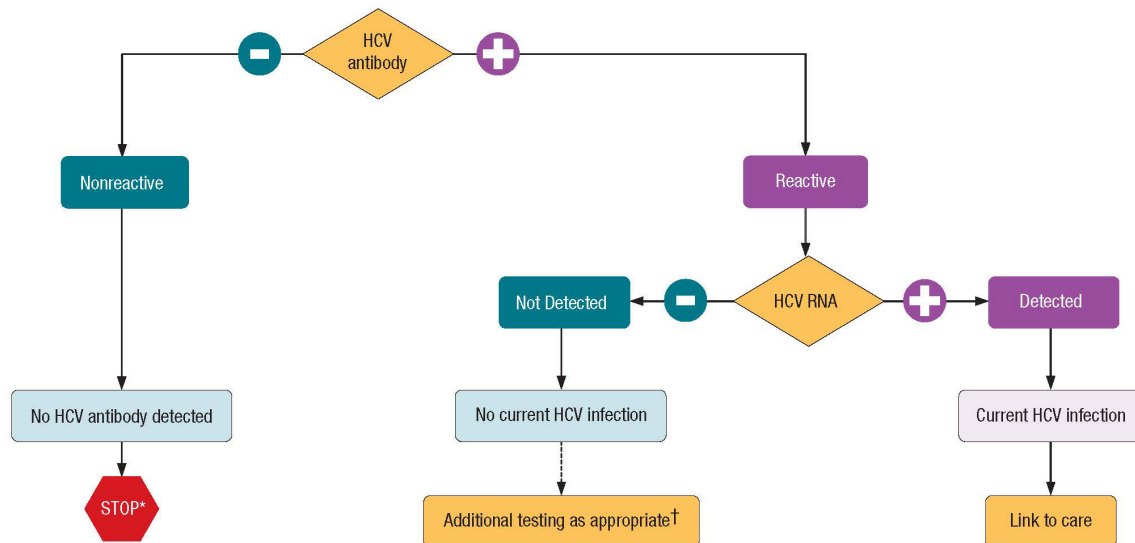 HCV
antibody
Nonreactive
Reactive
Not Detected
HCV RNA
Detected
No HCV antibody detected
No current HCV infection
Current HCV infection
STOP*
Additional testing as appropriate†
Link to care